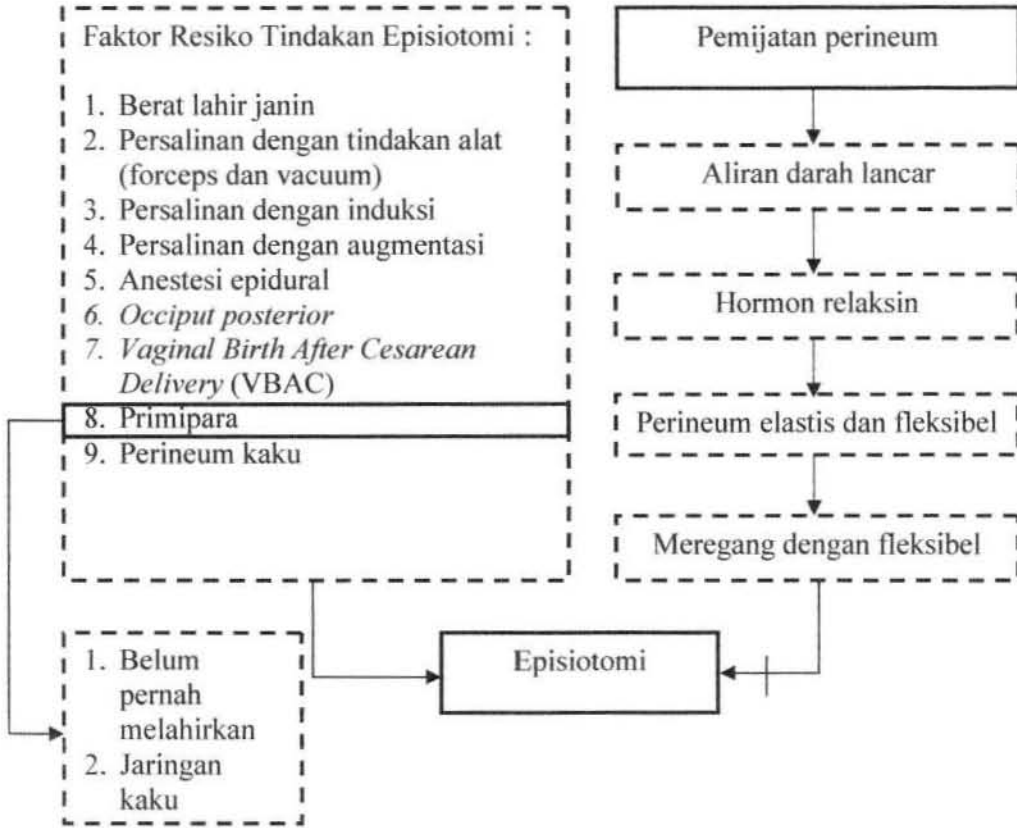 Faktor Resiko Tindakan Episiotomi :
1. Berat lahir janin
2. Persalinan dengan tindakan alat
(forceps dan vacuum)
3. Persalinan dengan induksi
4. Persalinan dengan augmentasi
5. Anestesi epidural
6. Occiput posterior
7. Vaginal Birth After Cesarean
Delivery (VBAC)
8. Primipara
9. Perineum kaku
1. Belum
pernah
melahirkan
2. Jaringan
kaku
Pemijatan perineum
Aliran darah lancar
Hormon relaksin
Perineum elastis dan fleksibel
Meregang dengan fleksibel
Episiotomi